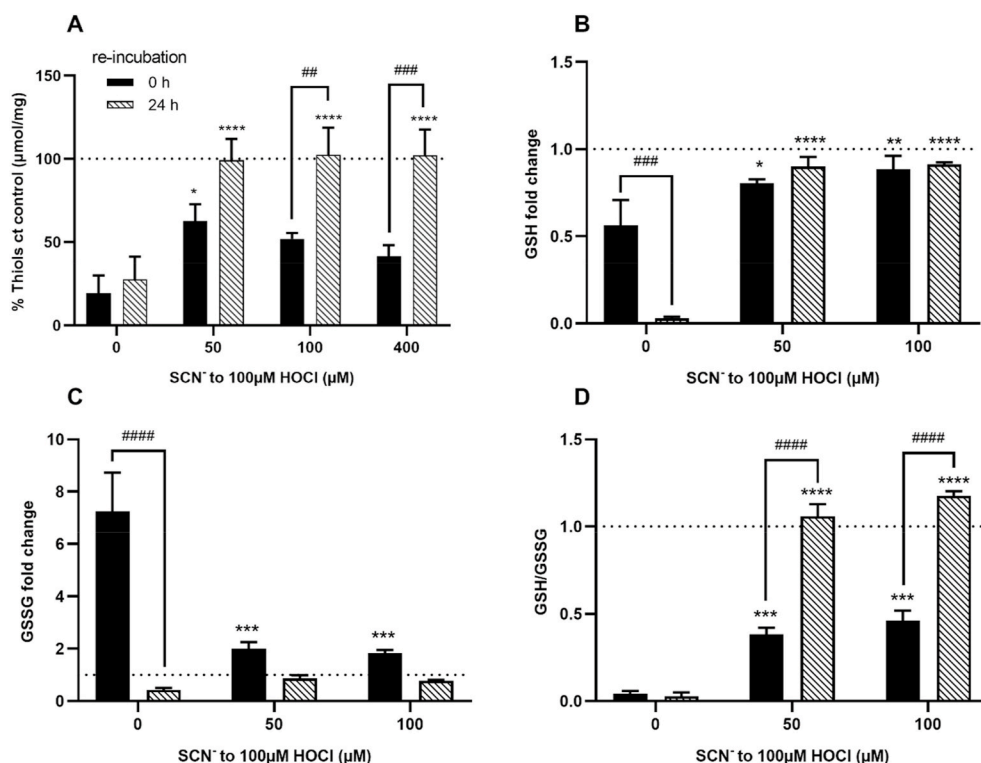 A
re-incubation
0 h
24 h
% Thiols ct control (µmol/mg)
150
100
50
0
*
****
##
****
###
****
0 50 100 400
SCN⁻ to 100µM HOCl (µM)
B
GSH fold change
1.5
1.0
0.5
0.0
###
*
****
**
****
0 50 100
SCN⁻ to 100µM HOCl (µM)
C
GSSG fold change
10
8
6
4
2
0
####
***
***
0 50 100
SCN⁻ to 100µM HOCl (µM)
D
GSH/GSSG
1.5
1.0
0.5
0.0
####
***
****
####
***
****
0 50 100
SCN⁻ to 100µM HOCl (µM)